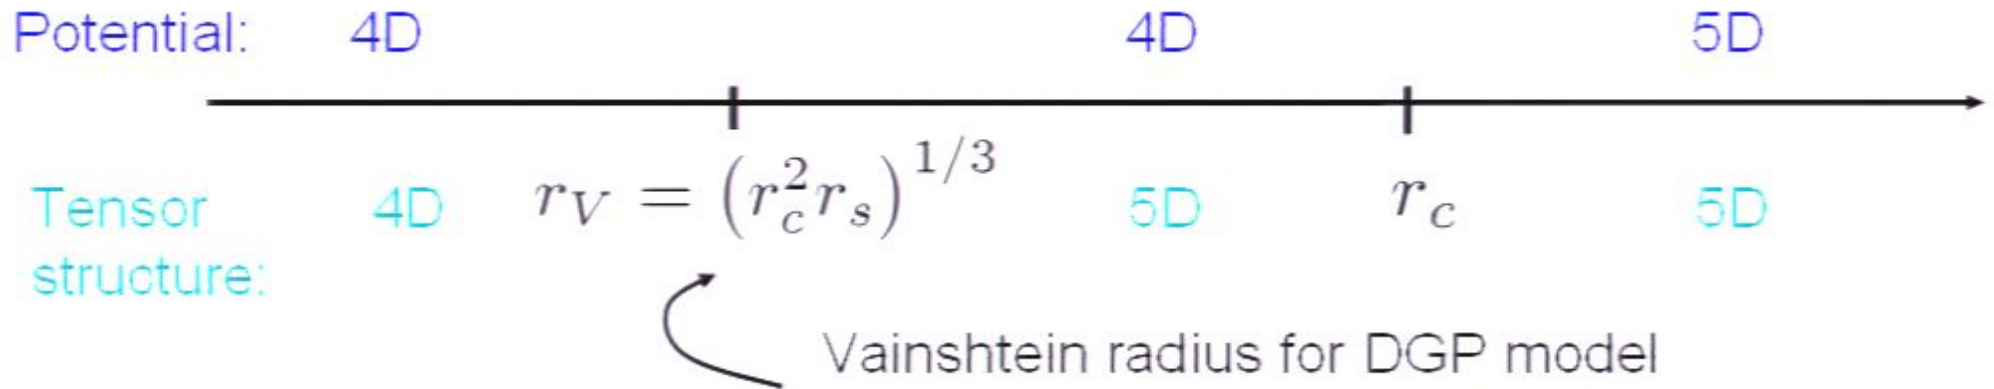 Potential: 4D 4D 5D
Tensor 4D r_V = (r_c^2 r_s)^{1/3} 5D r_c 5D
structure:
Vainshtein radius for DGP model